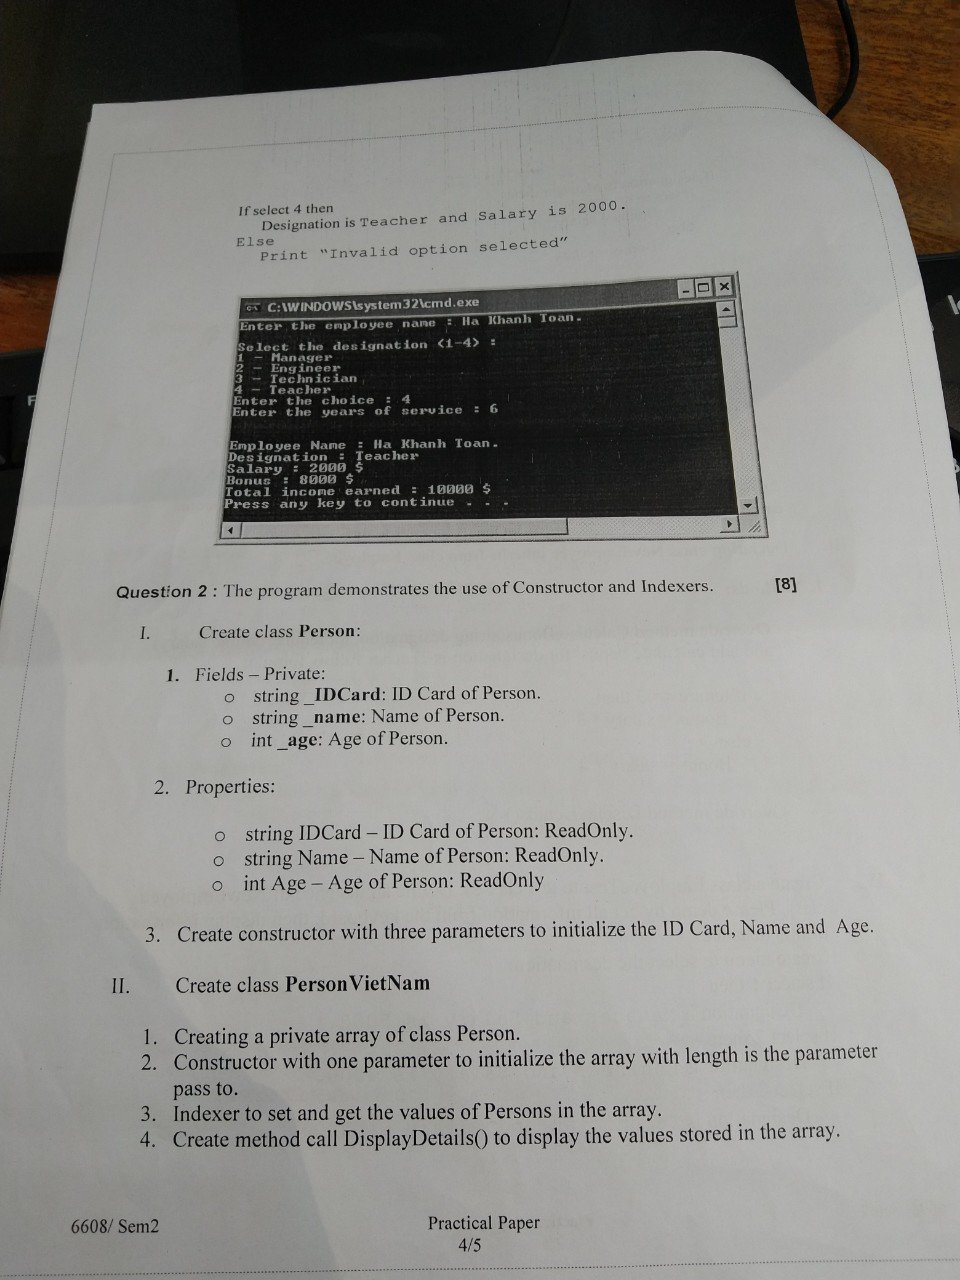 If select 4 then
Designation is Teacher and Salary is 2000.
Else
Print "Invalid option selected"
C:\WINDOWS\system32\cmd.exe
Enter the employee name : Ha Khanh Toan.
Select the designation (1-4) :
1 - Manager
2 - Engineer
3 - Technician
4 - Teacher
Enter the choice : 4
Enter the years of service : 6
Employee Name : Ha Khanh Toan.
Designation : Teacher
Salary : 2000 $
Bonus : 8000 $
Total income earned : 10000 $
Press any key to continue . . .
Question 2 : The program demonstrates the use of Constructor and Indexers. [8]
I. Create class Person:
1. Fields – Private:
o string _IDCard: ID Card of Person.
o string _name: Name of Person.
o int _age: Age of Person.
2. Properties:
o string IDCard – ID Card of Person: ReadOnly.
o string Name – Name of Person: ReadOnly.
o int Age – Age of Person: ReadOnly
3. Create constructor with three parameters to initialize the ID Card, Name and Age.
II. Create class PersonVietNam
1. Creating a private array of class Person.
2. Constructor with one parameter to initialize the array with length is the parameter
pass to.
3. Indexer to set and get the values of Persons in the array.
4. Create method call DisplayDetails() to display the values stored in the array.
6608/ Sem2
Practical Paper
4/5